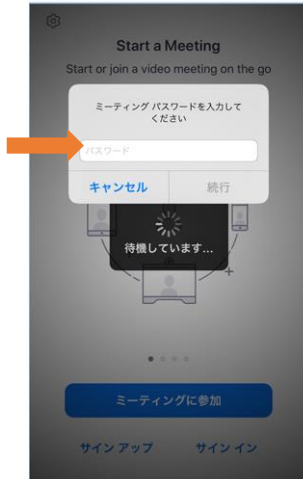 Start a Meeting
Start or join a video meeting on the go
ミーティング パスワードを入力して
ください
パスワード
キャンセル
続行
待機しています...
ミーティングに参加
サイン アップ
サイン イン